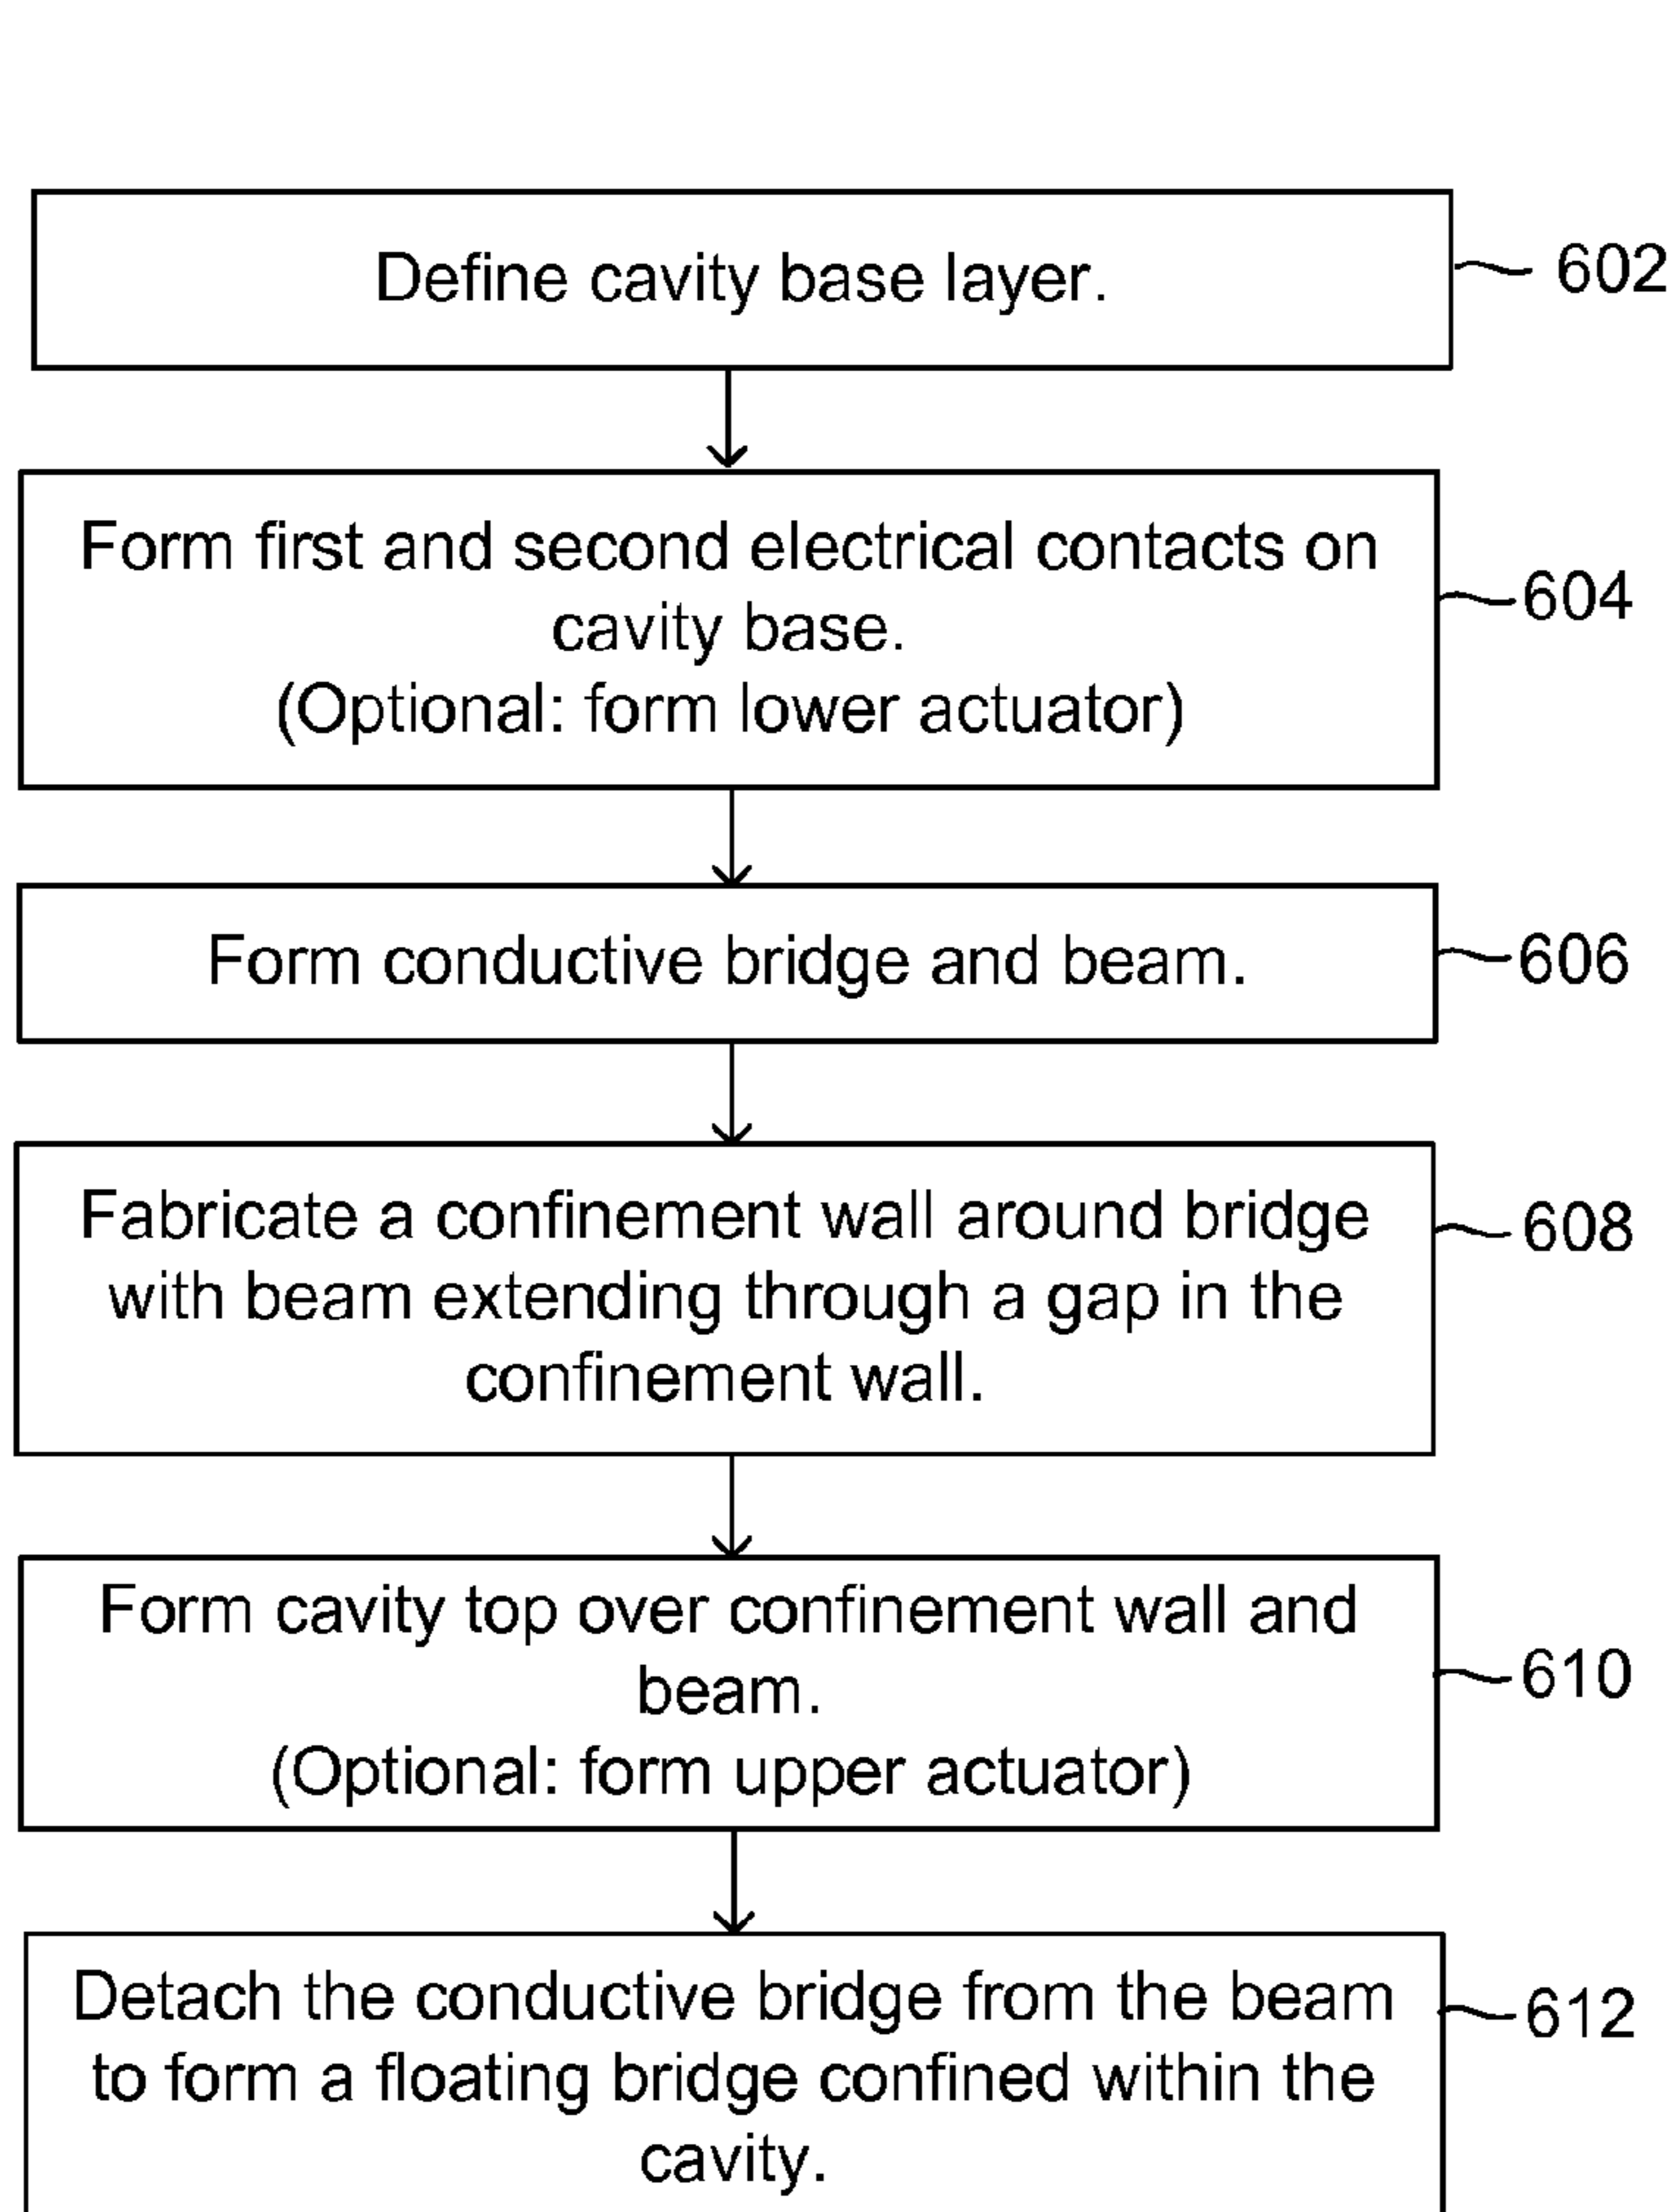 Define cavity base layer.
602
Form first and second electrical contacts on
cavity base.
(Optional: form lower actuator)
604
Form conductive bridge and beam.
606
Fabricate a confinement wall around bridge
with beam extending through a gap in the
confinement wall.
608
Form cavity top over confinement wall and
beam.
(Optional: form upper actuator)
610
Detach the conductive bridge from the beam
to form a floating bridge confined within the
cavity.
612